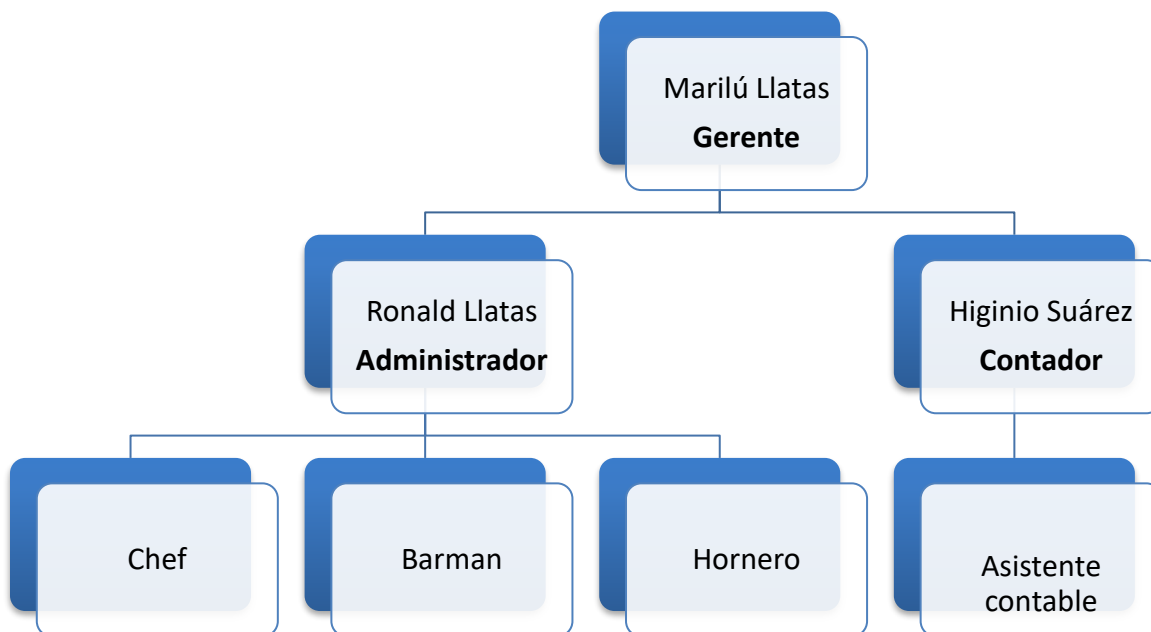 Marilú Llatas
Gerente
Ronald Llatas
Administrador
Higinio Suárez
Contador
Chef
Barman
Hornero
Asistente
contable